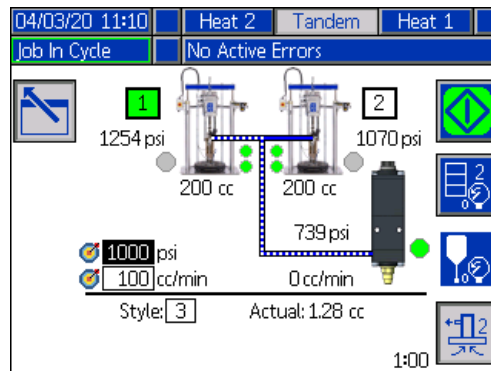 04/03/20 11:10 Heat 2 Tandem Heat 1
Job In Cycle No Active Errors
1 2
1254 psi 1070 psi
200 cc 200 cc
2
739 psi
1000 psi
100 cc/min 0 cc/min
Style: 3 Actual: 1.28 cc
2
1:00